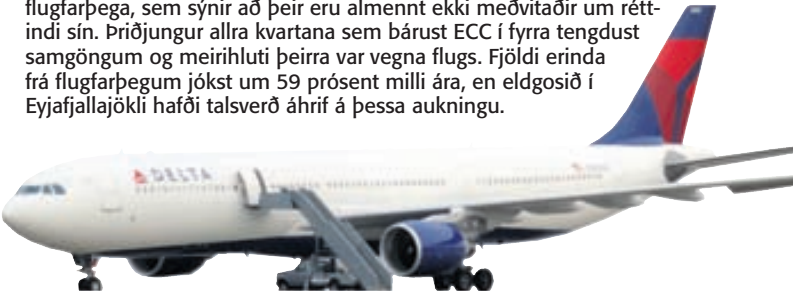 flugfarþega, sem sýnir að þeir eru almennt ekki meðvitaðir um rétt-
indi sín. Þriðjungur allra kvartana sem bárust ECC í fyrra tengdust
samgöngum og meirihluti þeirra var vegna flugs. Fjöldi erinda
frá flugfarþegum jókst um 59 prósent milli ára, en eldgosið í
Eyjafjallajökli hafði talsverð áhrif á þessa aukningu.
DELTA